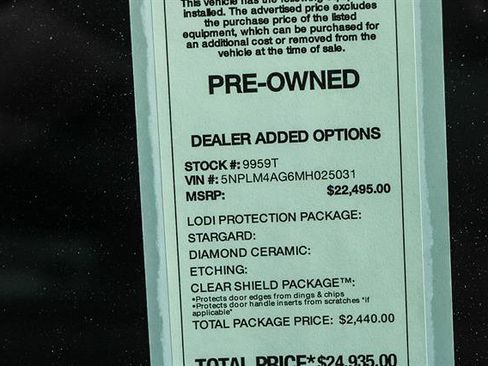 This vehicle has the following
installed. The advertised price excludes
the purchase price of the listed
equipment, which can be purchased for
an additional cost or removed from the
vehicle at the time of sale.
PRE-OWNED
DEALER ADDED OPTIONS
STOCK #: 9959T
VIN #: 5NPLM4AG6MH025031
MSRP: $22,495.00
LODI PROTECTION PACKAGE:
STARGARD:
DIAMOND CERAMIC:
ETCHING:
CLEAR SHIELD PACKAGE™:
•Protects door edges from dings & chips
•Protects door handle inserts from scratches *if
applicable*
TOTAL PACKAGE PRICE: $2,440.00
TOTAL PRICE* $24,935.00